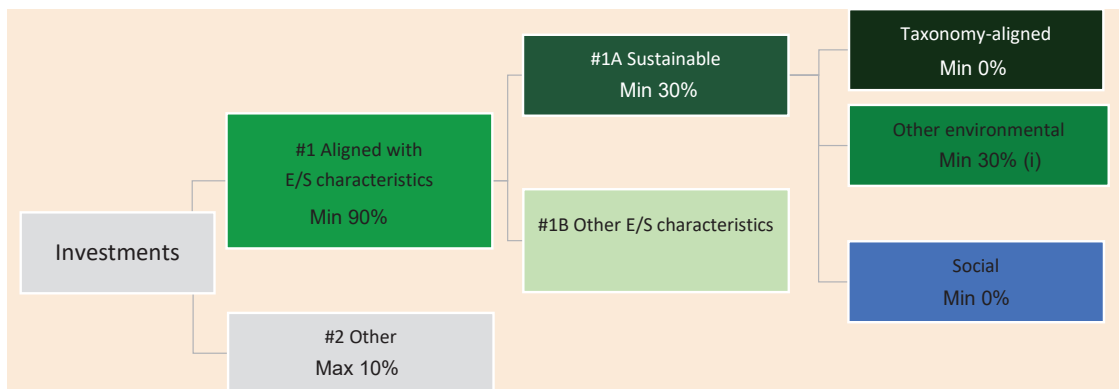 Investments
#1 Aligned with
E/S characteristics
Min 90%
#2 Other
Max 10%
#1A Sustainable
Min 30%
#1B Other E/S characteristics
Taxonomy-aligned
Min 0%
Other environmental
Min 30% (i)
Social
Min 0%